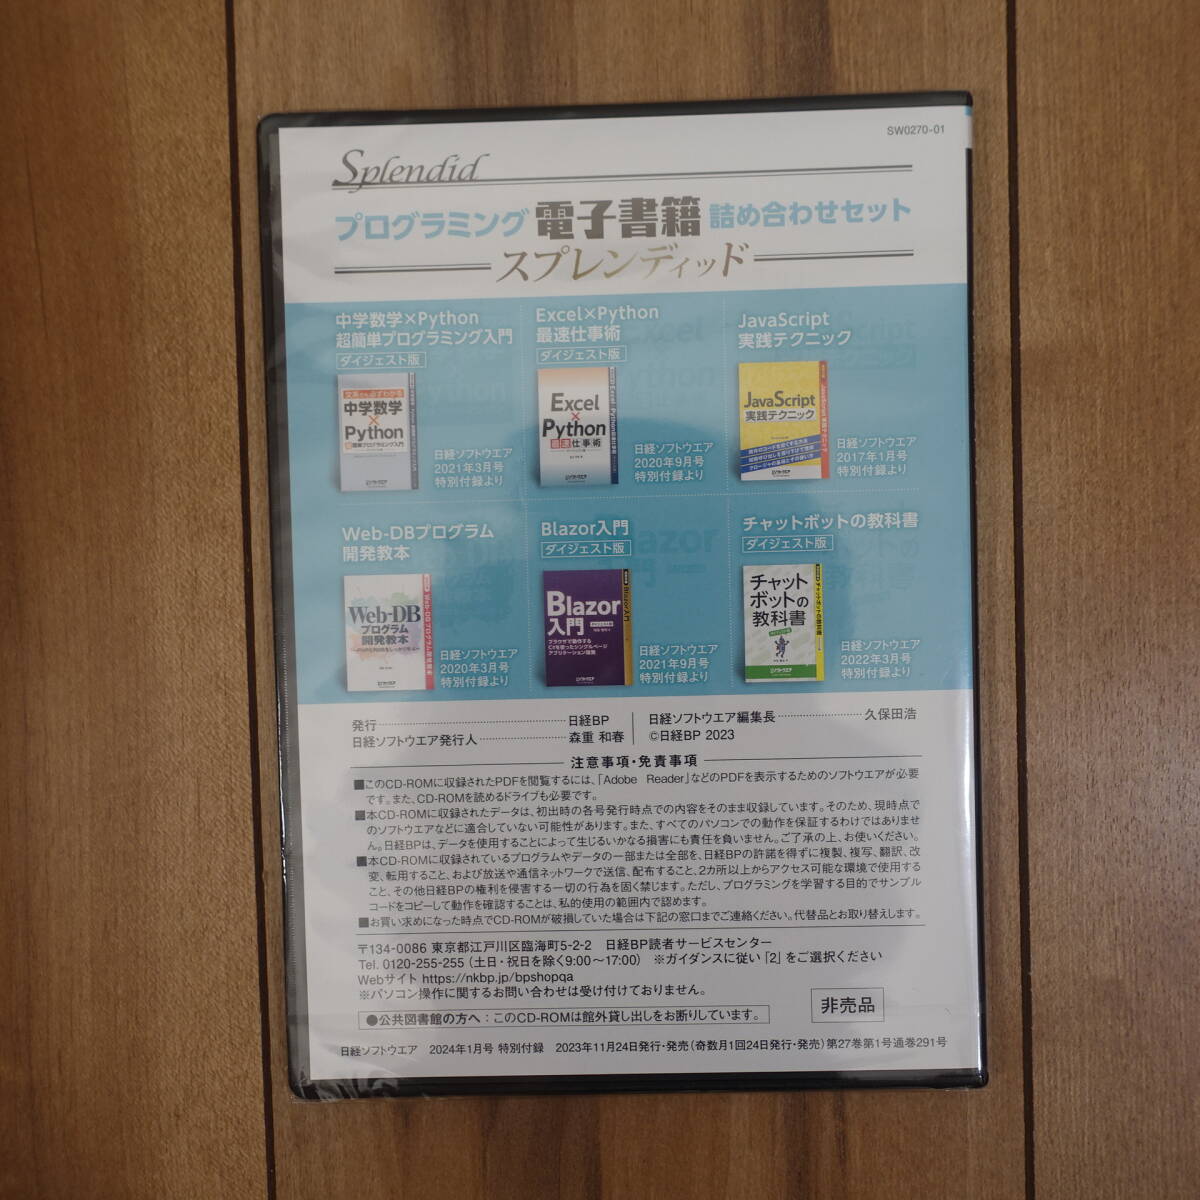 SW0270-01
Splendid
プログラミング 電子書籍 詰め合わせセット
スプレンディッド
中学数学×Python
超簡単プログラミング入門
ダイジェスト版
中学数学
×
Python
超簡単プログラミング入門
日経ソフトウエア
2021年3月号
特別付録より
Excel×Python
最速仕事術
ダイジェスト版
Excel
×
Python
最速仕事術
日経ソフトウエア
2020年9月号
特別付録より
JavaScript
実践テクニック
JavaScript
実践テクニック
日経ソフトウエア
2017年1月号
特別付録より
Web-DBプログラム
開発教本
Web-DB
プログラム
開発教本
日経ソフトウエア
2020年3月号
特別付録より
Blazor入門
ダイジェスト版
Blazor
入門
ブラウザで動作する
C#を使ったシングルページ
アプリケーション開発
日経ソフトウエア
2021年9月号
特別付録より
チャットボットの教科書
ダイジェスト版
チャット
ボットの
教科書
日経ソフトウエア
2022年3月号
特別付録より
発行 日経BP
日経ソフトウエア発行人 森重 和春
日経ソフトウエア編集長 久保田浩
©日経BP 2023
注意事項・免責事項
■このCD-ROMに収録されたPDFを閲覧するには、「Adobe Reader」などのPDFを表示するためのソフトウエアが必要
です。また、CD-ROMを読めるドライブも必要です。
■本CD-ROMに収録されたデータは、初出時の各号発行時点での内容をそのまま収録しています。そのため、現時点で
のソフトウエアなどに適合していない可能性があります。また、すべてのパソコンでの動作を保証するわけではありませ
ん。日経BPは、データを使用することによって生じるいかなる損害にも責任を負いません。ご了承の上、お使いください。
■本CD-ROMに収録されているプログラムやデータの一部または全部を、日経BPの許諾を得ずに複製、複写、翻訳、改
変、転用すること、および放送や通信ネットワークで送信、配布すること、2カ所以上からアクセス可能な環境で使用する
こと、その他日経BPの権利を侵害する一切の行為を固く禁じます。ただし、プログラミングを学習する目的でサンプル
コードをコピーして動作を確認することは、私的使用の範囲内で認めます。
■お買い求めになった時点でCD-ROMが破損していた場合は下記の窓口までご連絡ください。代替品とお取り替えします。
〒134-0086 東京都江戸川区臨海町5-2-2 日経BP読者サービスセンター
Tel. 0120-255-255 (土日・祝日を除く9:00～17:00) ※ガイダンスに従い「2」をご選択ください
Webサイト https://nkbp.jp/bpshopqa
※パソコン操作に関するお問い合わせは受け付けておりません。
●公共図書館の方へ：このCD-ROMは館外貸し出しをお断りしています。
非売品
日経ソフトウエア 2024年1月号 特別付録 2023年11月24日発行・発売(奇数月1回24日発行・発売)第27巻第1号通巻291号